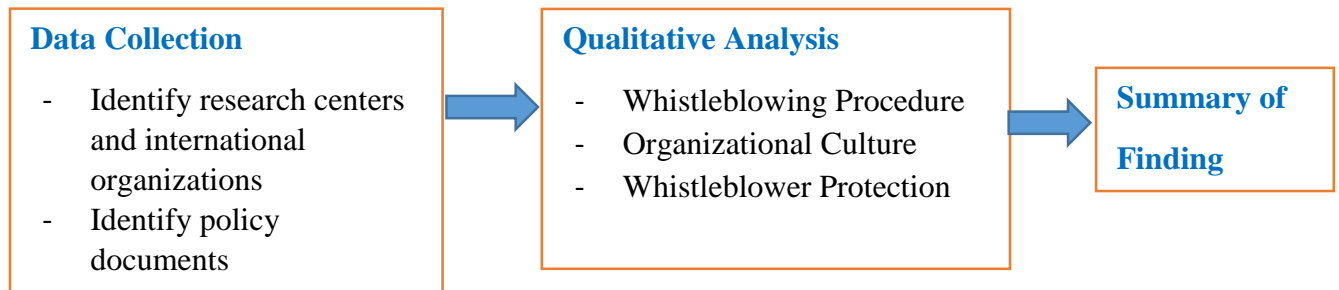 Data Collection
- Identify research centers
and international
organizations
- Identify policy
documents
Qualitative Analysis
- Whistleblowing Procedure
- Organizational Culture
- Whistleblower Protection
Summary of
Finding